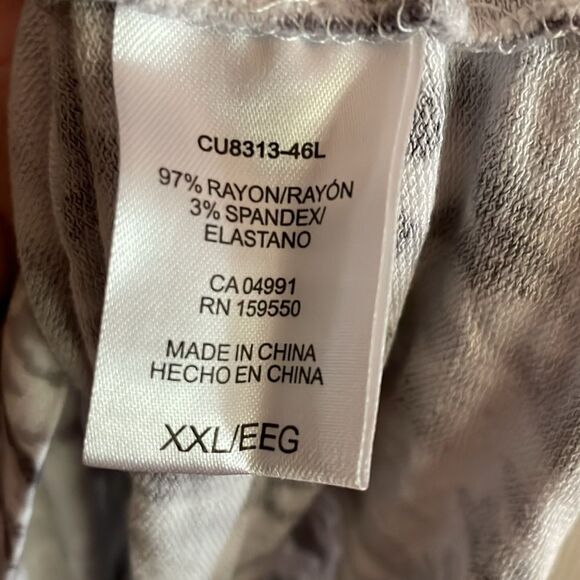 CU8313-46L
97% RAYON/RAYÓN
3% SPANDEX/
ELASTANO
CA 04991
RN 159550
MADE IN CHINA
HECHO EN CHINA
XXL/EEG